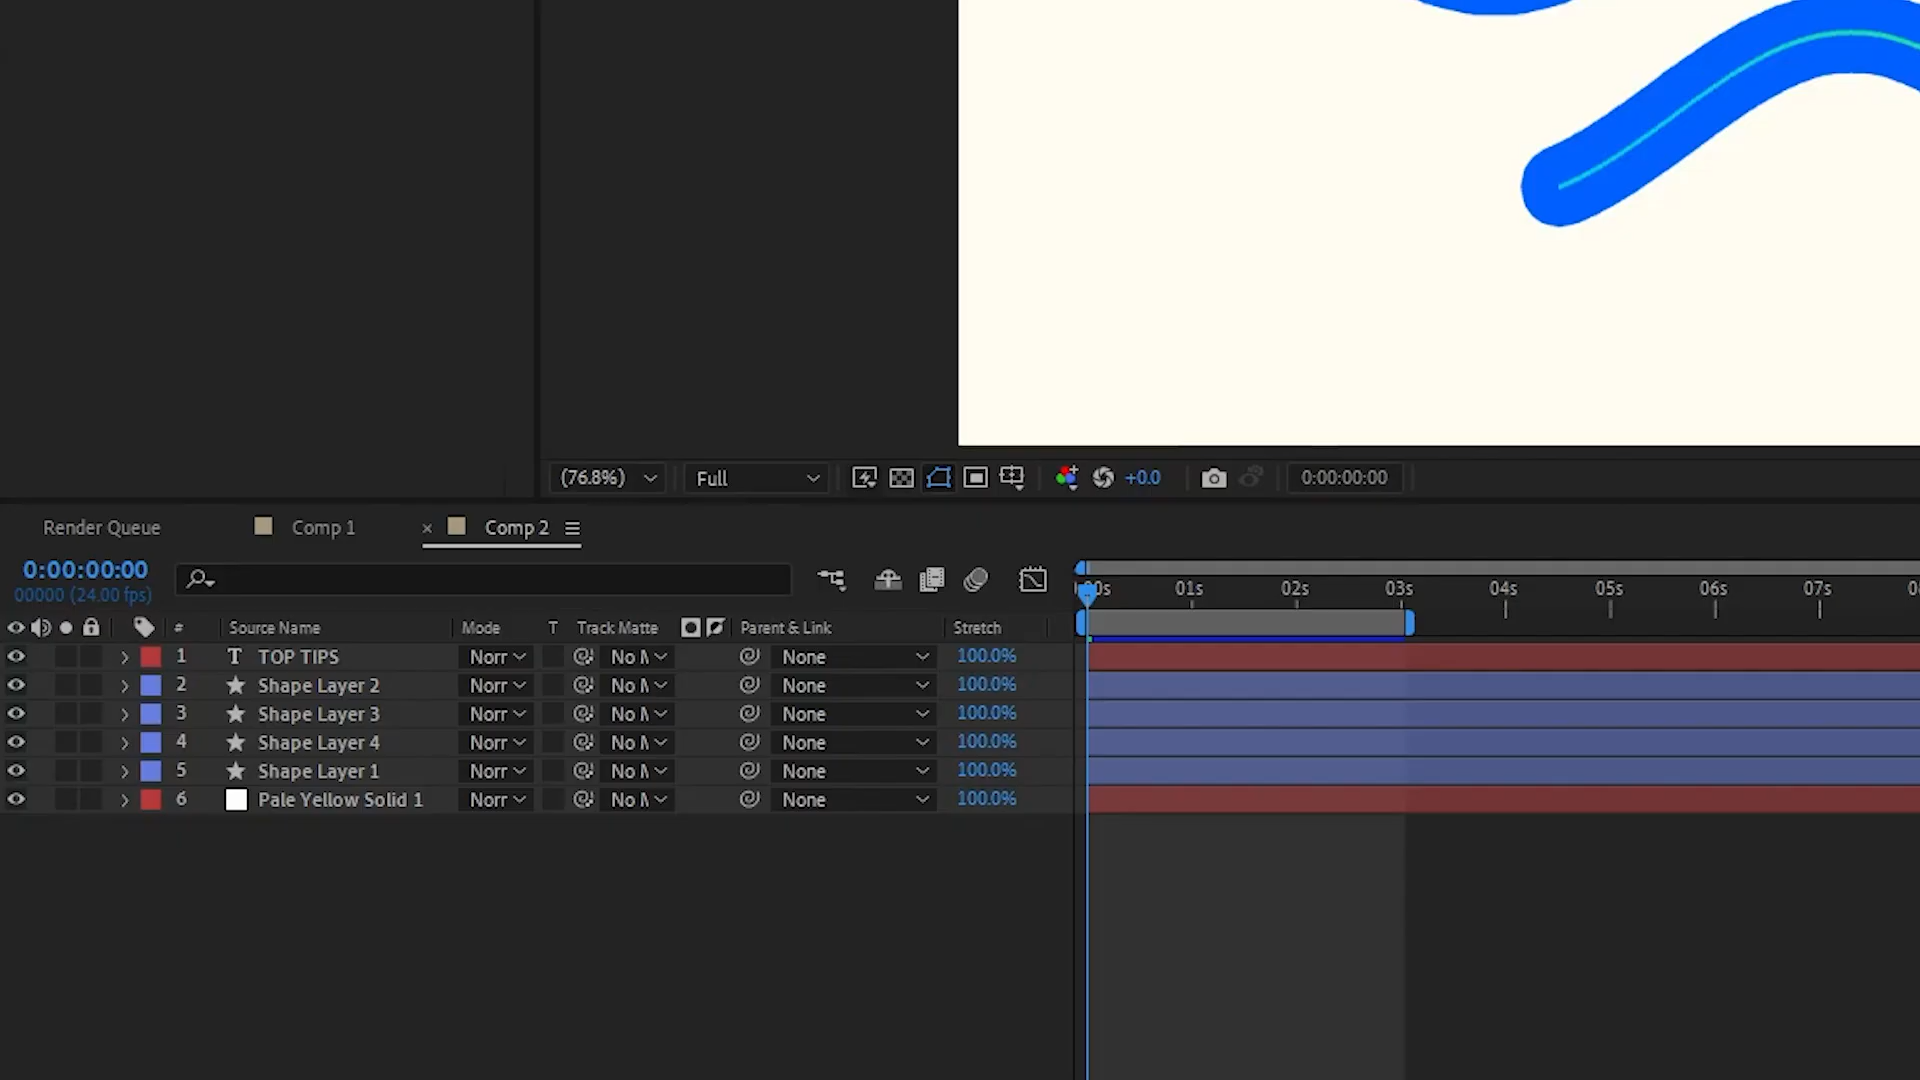 (76.8%) Full +0.0 0:00:00:00
Render Queue Comp 1 × Comp 2
0:00:00:00
00000 (24.00 fps)
01s 02s 03s 04s 05s 06s 07s
# Source Name Mode T Track Matte Parent & Link Stretch
1 T TOP TIPS Norr No None 100.0%
2 Shape Layer 2 Norr No None 100.0%
3 Shape Layer 3 Norr No None 100.0%
4 Shape Layer 4 Norr No None 100.0%
5 Shape Layer 1 Norr No None 100.0%
6 Pale Yellow Solid 1 Norr No None 100.0%